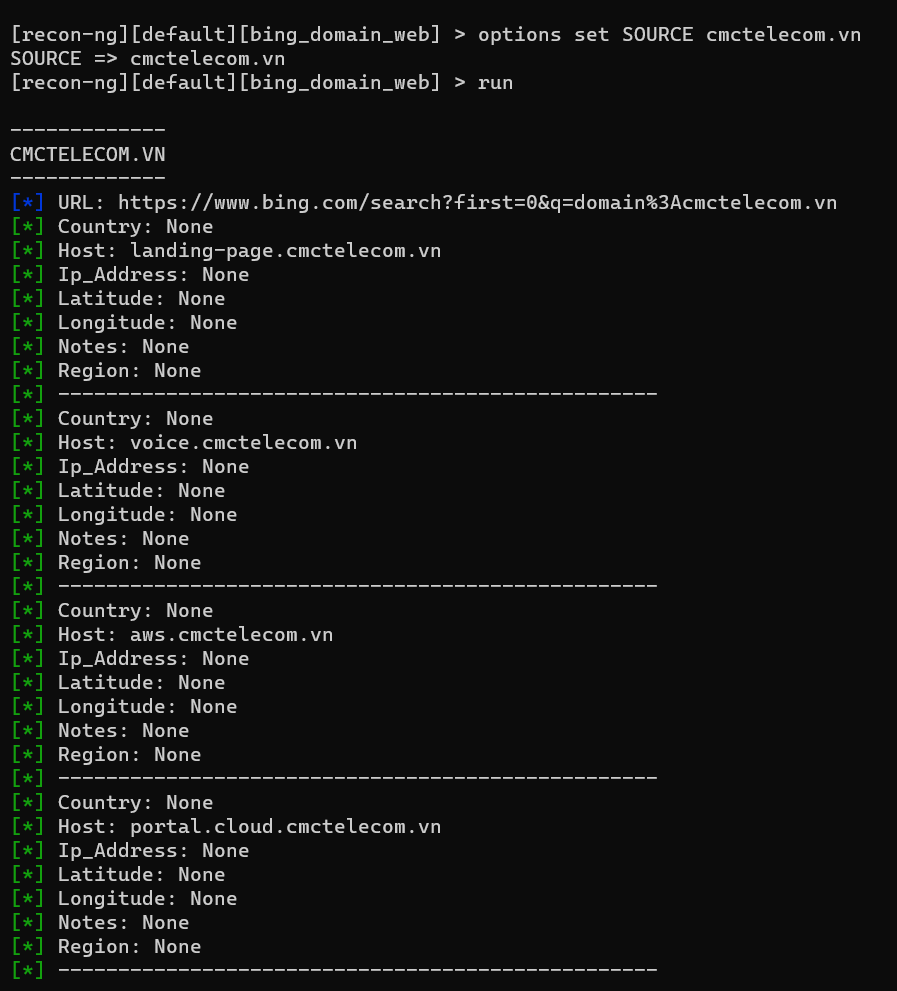 [recon-ng][default][bing_domain_web] > options set SOURCE cmctelecom.vn
SOURCE => cmctelecom.vn
[recon-ng][default][bing_domain_web] > run
-------------
CMCTELECOM.VN
-------------
[*] URL: https://www.bing.com/search?first=0&q=domain%3Acmctelecom.vn
[*] Country: None
[*] Host: landing-page.cmctelecom.vn
[*] Ip_Address: None
[*] Latitude: None
[*] Longitude: None
[*] Notes: None
[*] Region: None
[*] --------------------------------------------------
[*] Country: None
[*] Host: voice.cmctelecom.vn
[*] Ip_Address: None
[*] Latitude: None
[*] Longitude: None
[*] Notes: None
[*] Region: None
[*] --------------------------------------------------
[*] Country: None
[*] Host: aws.cmctelecom.vn
[*] Ip_Address: None
[*] Latitude: None
[*] Longitude: None
[*] Notes: None
[*] Region: None
[*] --------------------------------------------------
[*] Country: None
[*] Host: portal.cloud.cmctelecom.vn
[*] Ip_Address: None
[*] Latitude: None
[*] Longitude: None
[*] Notes: None
[*] Region: None
[*] --------------------------------------------------